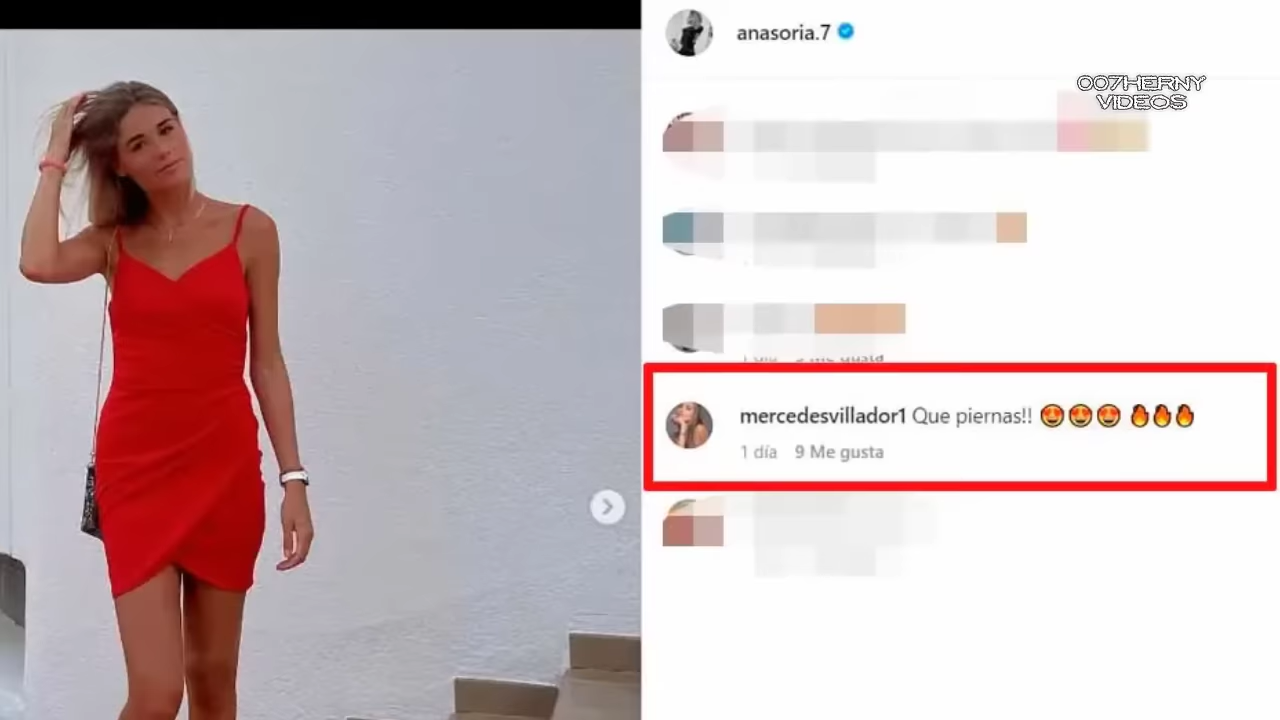 anasoria.7
007HERNY
VIDEOS
mercedesvillador1 Que piernas!! 😍😍😍 🔥🔥🔥
1 día 9 Me gusta